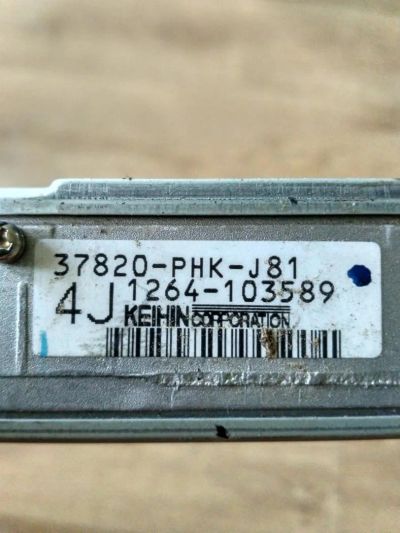 37820-PHK-J81
4J 1264-103589
KEIHIN CORPORATION